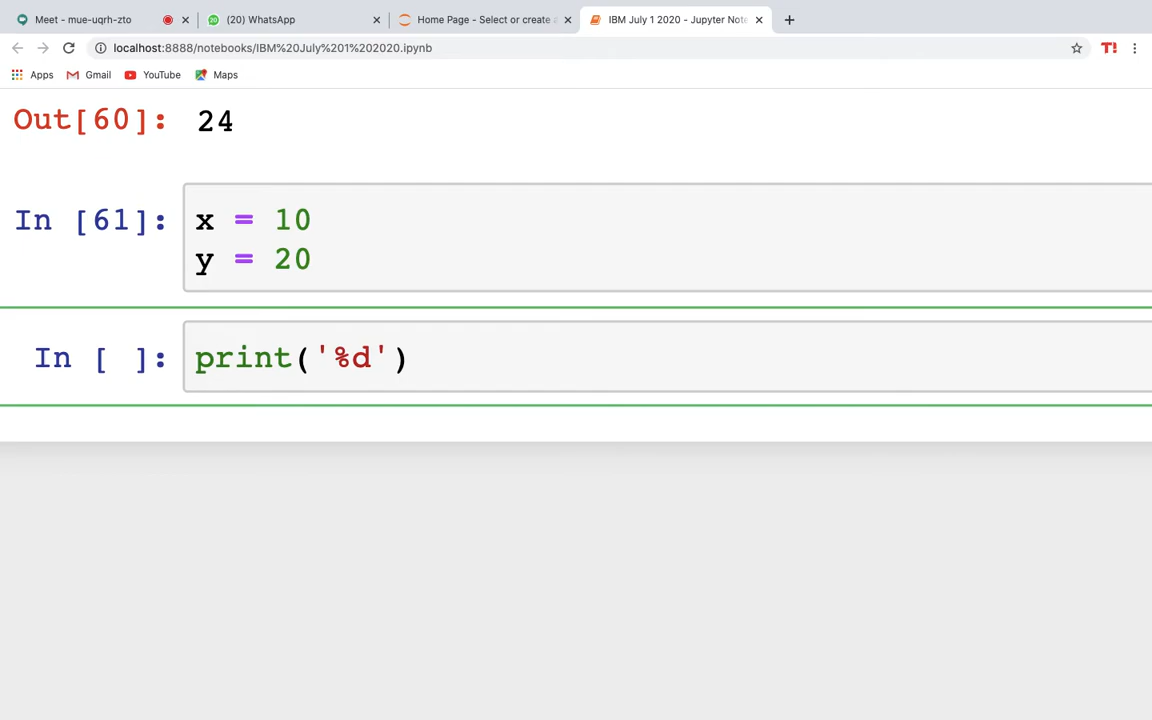 Meet - mue-uqrh-zto
(20) WhatsApp
Home Page - Select or create a
IBM July 1 2020 - Jupyter Note
localhost:8888/notebooks/IBM%20July%201%202020.ipynb
T!
Apps
Gmail
YouTube
Maps
Out[60]: 24
In [61]: x = 10
y = 20
In [ ]: print('%d')